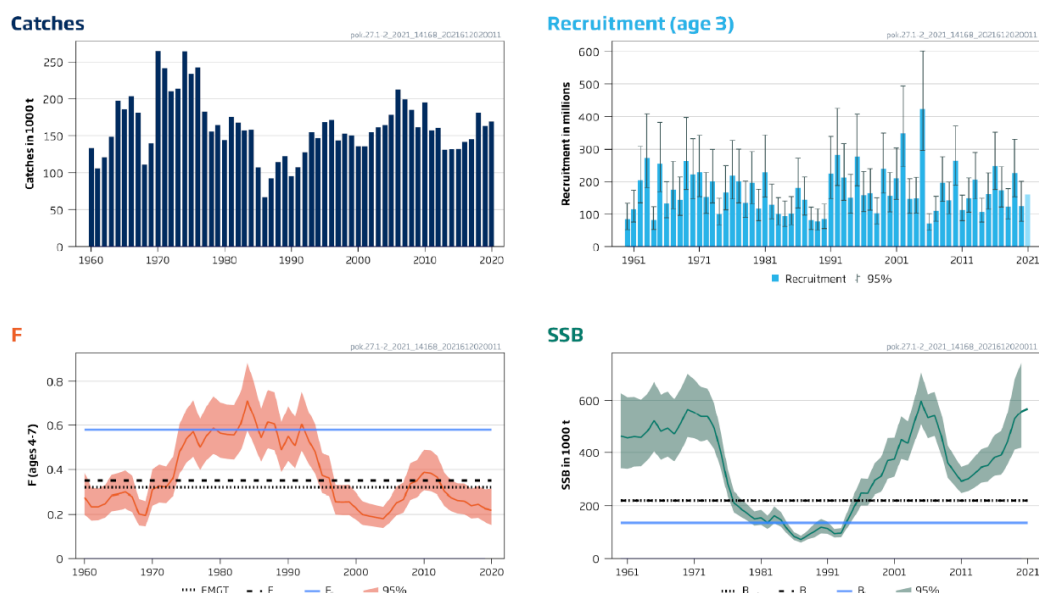 Catches
pok.27.1-2_2021_14168_2021612020011
Catches in 1000 t
250
200
150
100
50
0
1960 1970 1980 1990 2000 2010 2020
Recruitment (age 3)
pok.27.1-2_2021_14168_2021612020011
Recruitment in millions
600
500
400
300
200
100
0
1961 1971 1981 1991 2001 2011 2021
Recruitment 95%
F
pok.27.1-2_2021_14168_2021612020011
F (ages 4-7)
0.8
0.6
0.4
0.2
0
1960 1970 1980 1990 2000 2010 2020
FMGT F 95%
SSB
pok.27.1-2_2021_14168_2021612020011
SSB in 1000 t
600
400
200
0
1961 1971 1981 1991 2001 2011 2021
B B B 95%